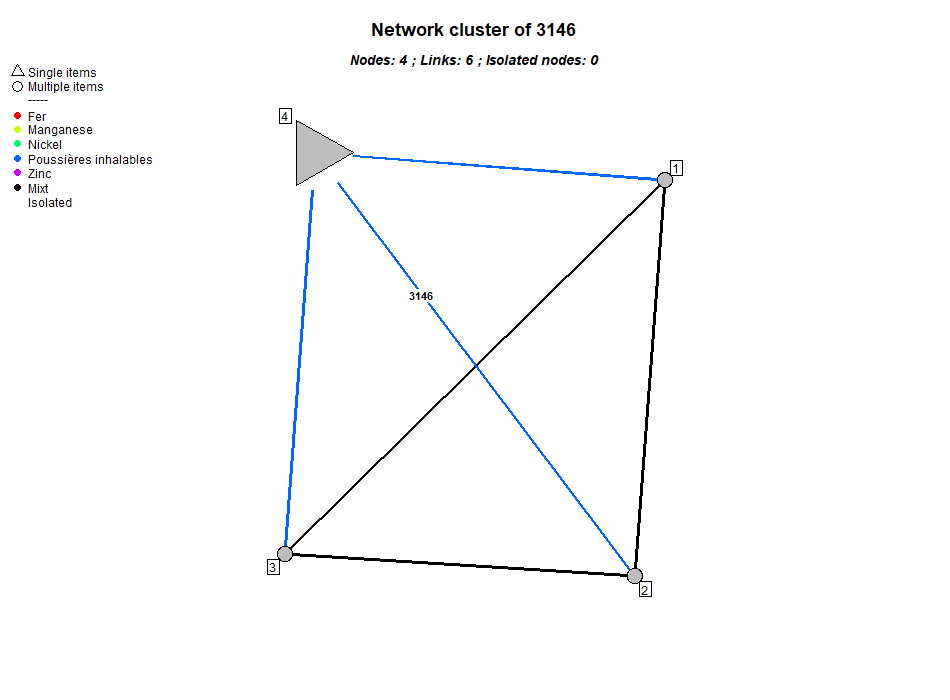 Network cluster of 3146
Nodes: 4 ; Links: 6 ; Isolated nodes: 0
Single items
Multiple items
-----
Fer
Manganese
Nickel
Poussières inhalables
Zinc
Mixt
Isolated
4
1
3146
3
2